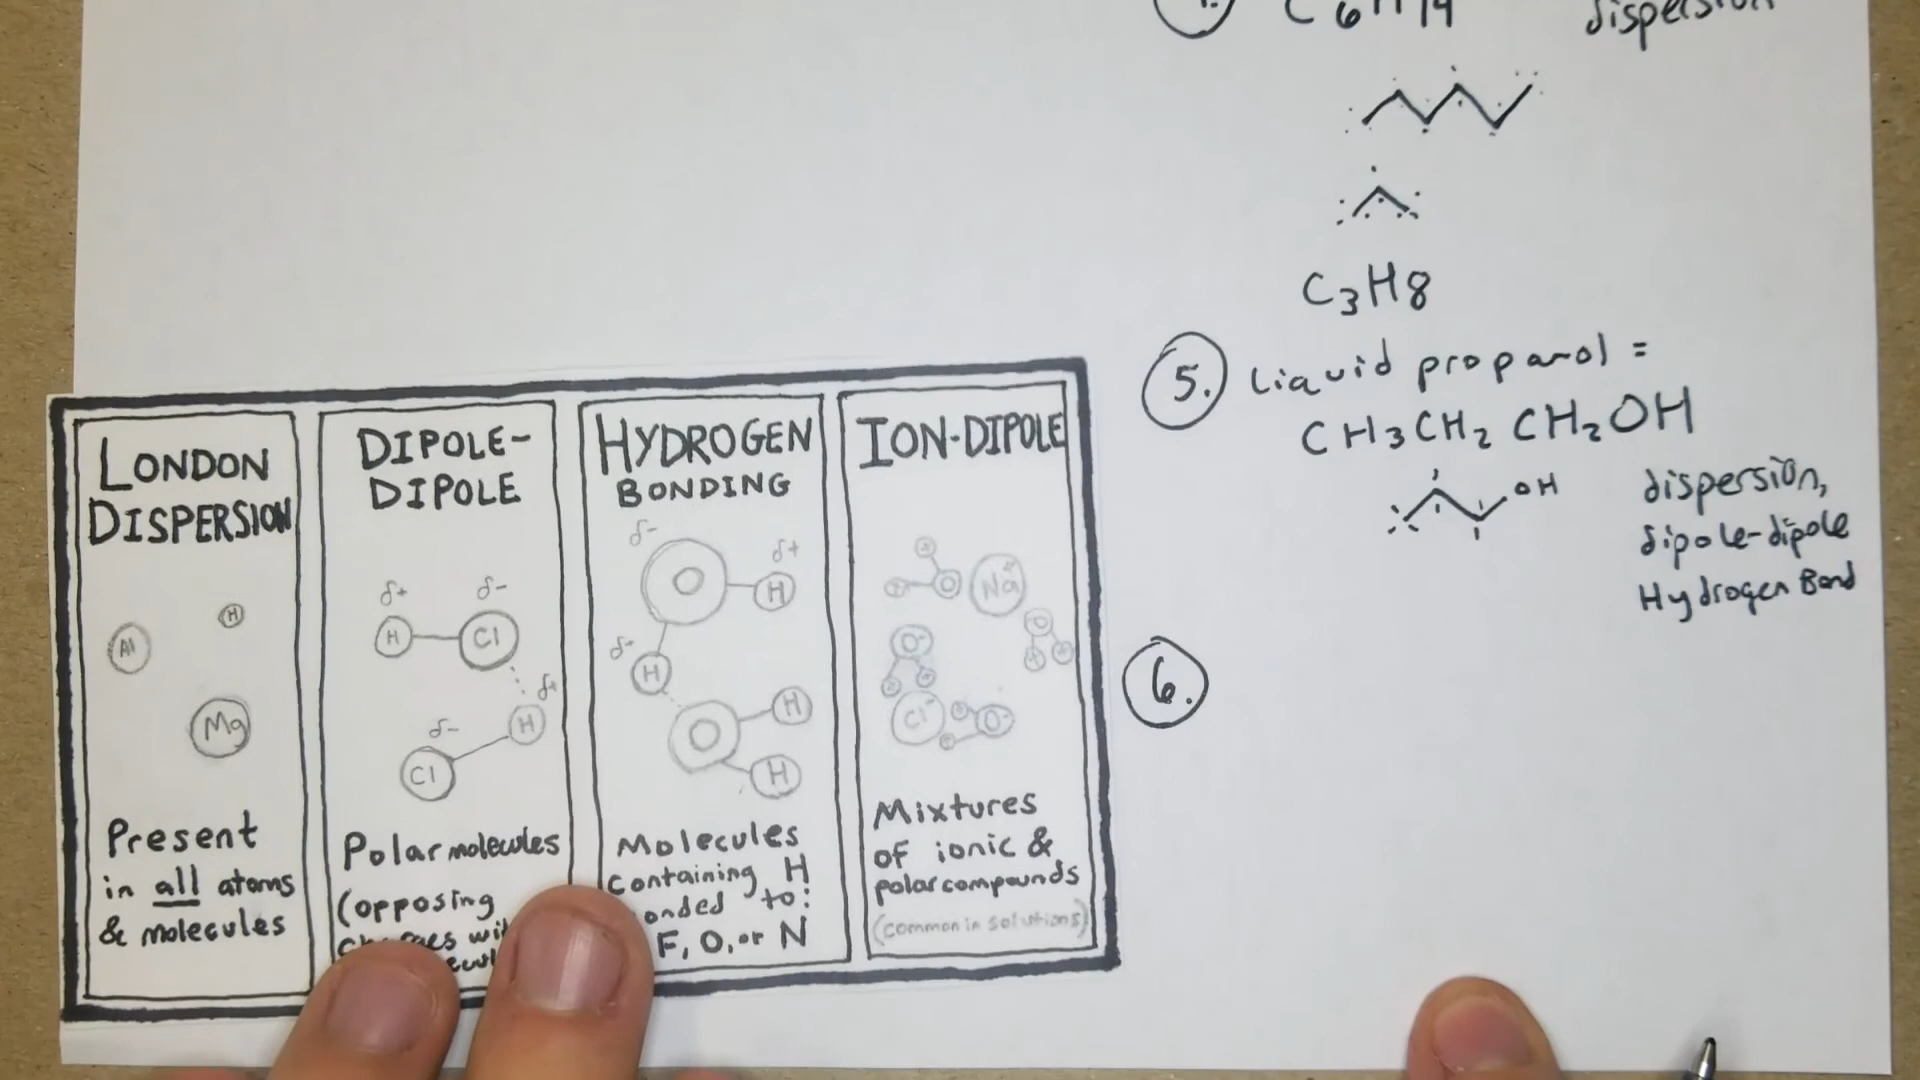 4. C6H14 dispersion
C3H8
5. Liquid propanol =
CH3CH2CH2OH
OH
dispersion,
dipole-dipole
Hydrogen Bond
6.
LONDON
DISPERSION
Al
H
Mg
Present
in all atoms
& molecules
DIPOLE-
DIPOLE
δ+ δ-
H Cl
δ+
δ- H
Cl
Polar molecules
(opposing
HYDROGEN
BONDING
δ-
δ+
O H
δ-
H
H
O
H
Molecules
containing H
to:
F, O, or N
ION-DIPOLE
+
+ O Na+
O
O- + +
+ +
Cl- + O-
+
Mixtures
of ionic &
polar compounds
(common in solutions)